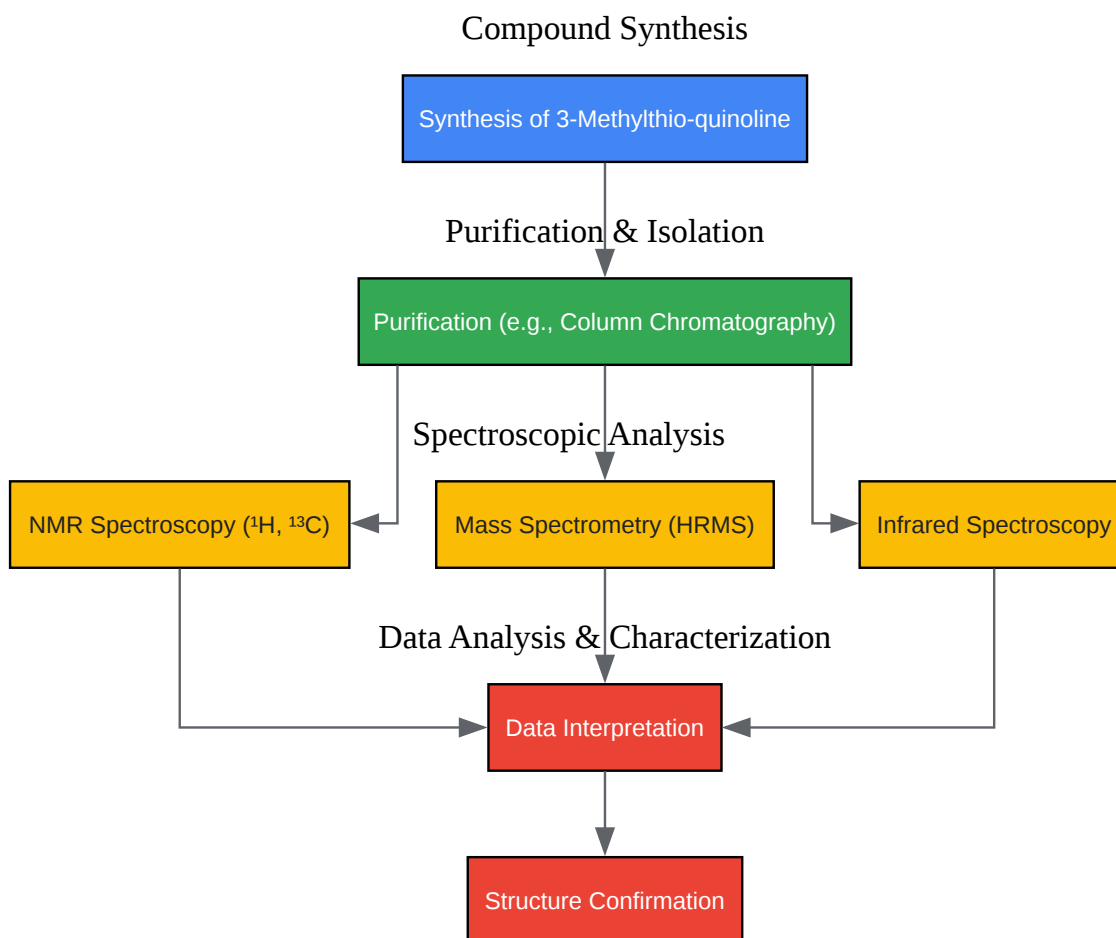 Compound Synthesis
Synthesis of 3-Methylthio-quinoline
Purification & Isolation
Purification (e.g., Column Chromatography)
Spectroscopic Analysis
NMR Spectroscopy (¹H, ¹³C)
Mass Spectrometry (HRMS)
Infrared Spectroscopy
Data Analysis & Characterization
Data Interpretation
Structure Confirmation